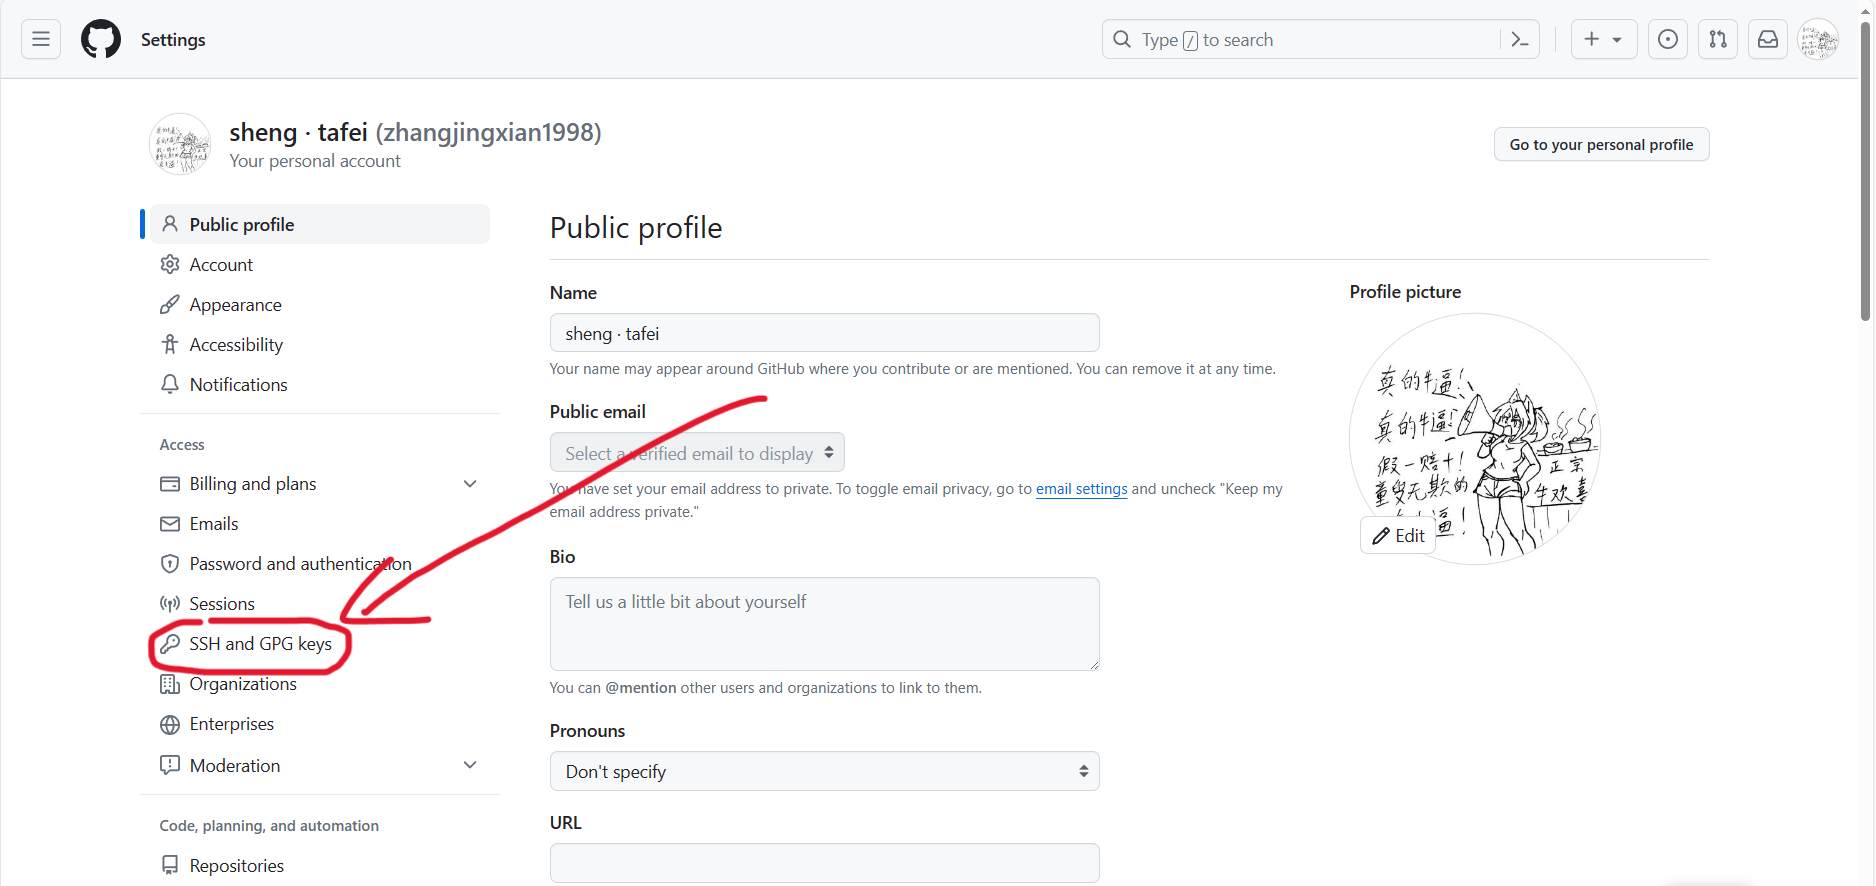 Settings
Type / to search
sheng · tafei (zhangjingxian1998)
Your personal account
Go to your personal profile
Public profile
Account
Appearance
Accessibility
Notifications
Access
Billing and plans
Emails
Password and authentication
Sessions
SSH and GPG keys
Organizations
Enterprises
Moderation
Code, planning, and automation
Repositories
Public profile
Name
sheng · tafei
Your name may appear around GitHub where you contribute or are mentioned. You can remove it at any time.
Public email
Select a verified email to display
You have set your email address to private. To toggle email privacy, go to email settings and uncheck "Keep my
email address private."
Bio
Tell us a little bit about yourself
You can @mention other users and organizations to link to them.
Pronouns
Don't specify
URL
Profile picture
真的牛逼！
真的牛逼！
假一赔十！
童叟无欺的
逼！
正宗
牛欢喜
Edit